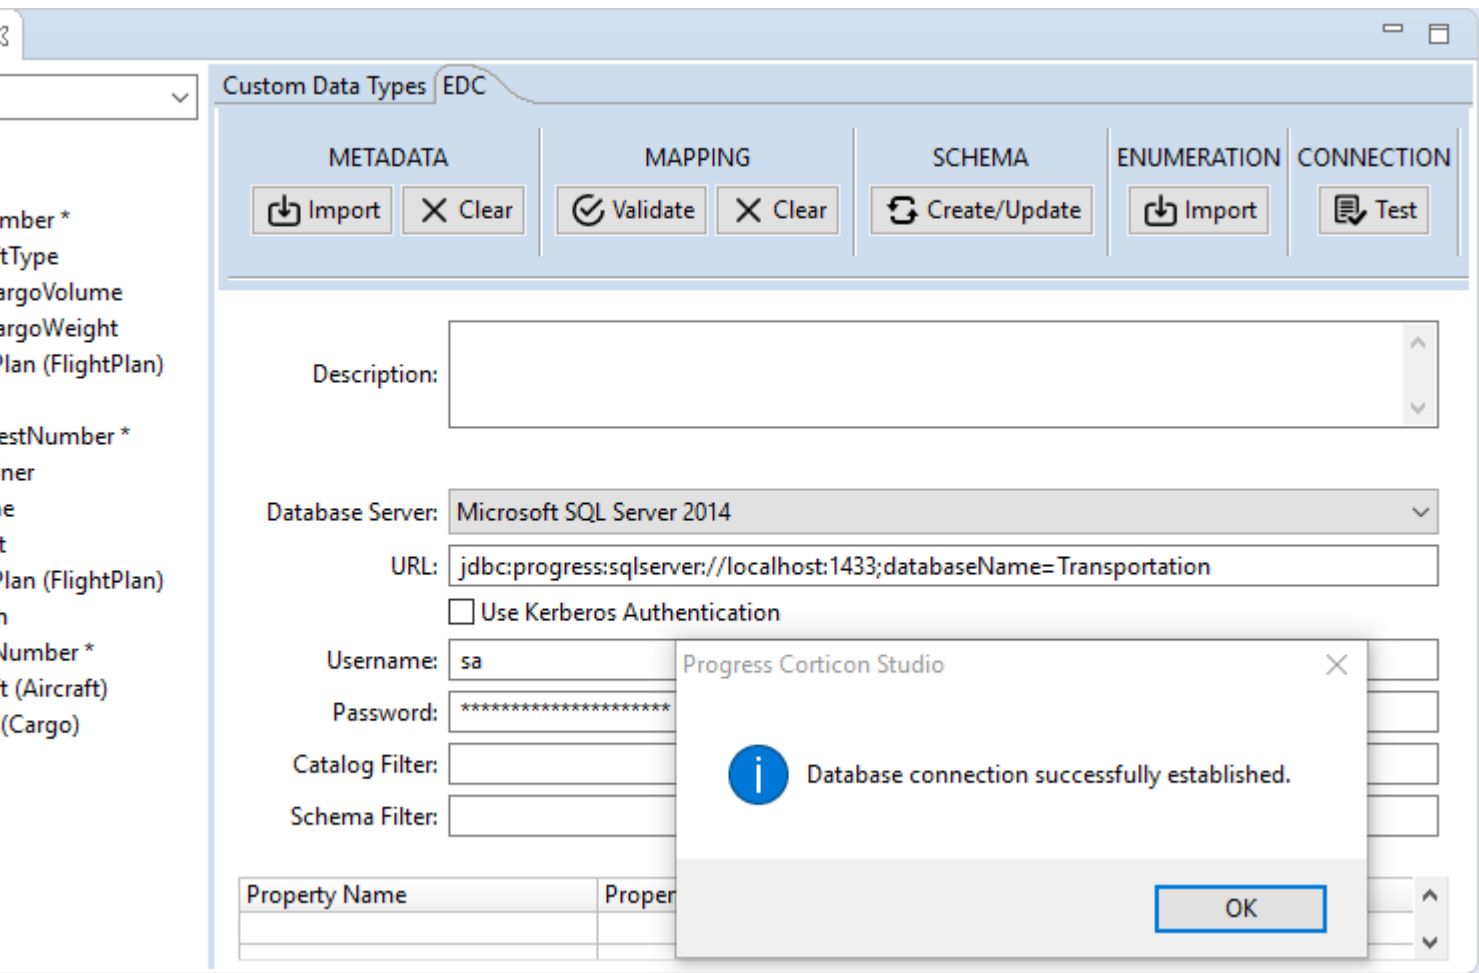 Custom Data Types EDC
METADATA MAPPING SCHEMA ENUMERATION CONNECTION
Import Clear Validate Clear Create/Update Import Test
mber *
tType
argoVolume
argoWeight
Plan (FlightPlan)
estNumber *
iner
ne
t
Plan (FlightPlan)
n
Number *
t (Aircraft)
(Cargo)
Description:
Database Server: Microsoft SQL Server 2014
URL: jdbc:progress:sqlserver://localhost:1433;databaseName=Transportation
Use Kerberos Authentication
Username: sa
Password: *********************
Catalog Filter:
Schema Filter:
Property Name Proper
Progress Corticon Studio
Database connection successfully established.
OK